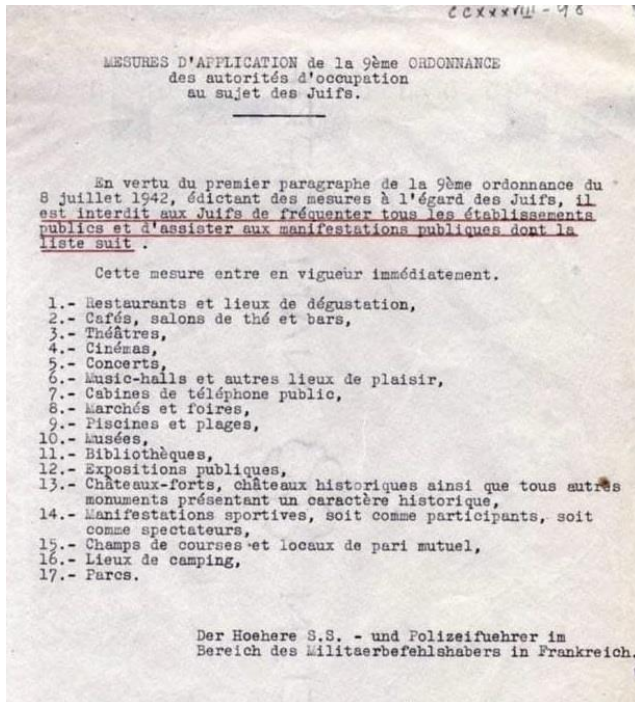 CCXXXVIII-98
MESURES D'APPLICATION de la 9ème ORDONNANCE
des autorités d'occupation
au sujet des Juifs.
En vertu du premier paragraphe de la 9ème ordonnance du
8 juillet 1942, édictant des mesures à l'égard des Juifs, il
est interdit aux Juifs de fréquenter tous les établissements
publics et d'assister aux manifestations publiques dont la
liste suit .
Cette mesure entre en vigueur immédiatement.
1.- Restaurants et lieux de dégustation,
2.- Cafés, salons de thé et bars,
3.- Théâtres,
4.- Cinémas,
5.- Concerts,
6.- Music-halls et autres lieux de plaisir,
7.- Cabines de téléphone public,
8.- Marchés et foires,
9.- Piscines et plages,
10.- Musées,
11.- Bibliothèques,
12.- Expositions publiques,
13.- Châteaux-forts, châteaux historiques ainsi que tous autres
monuments présentant un caractère historique,
14.- Manifestations sportives, soit comme participants, soit
comme spectateurs,
15.- Champs de courses et locaux de pari mutuel,
16.- Lieux de camping,
17.- Parcs.
Der Hoehere S.S. - und Polizeifuehrer im
Bereich des Militaerbefehlshabers in Frankreich.